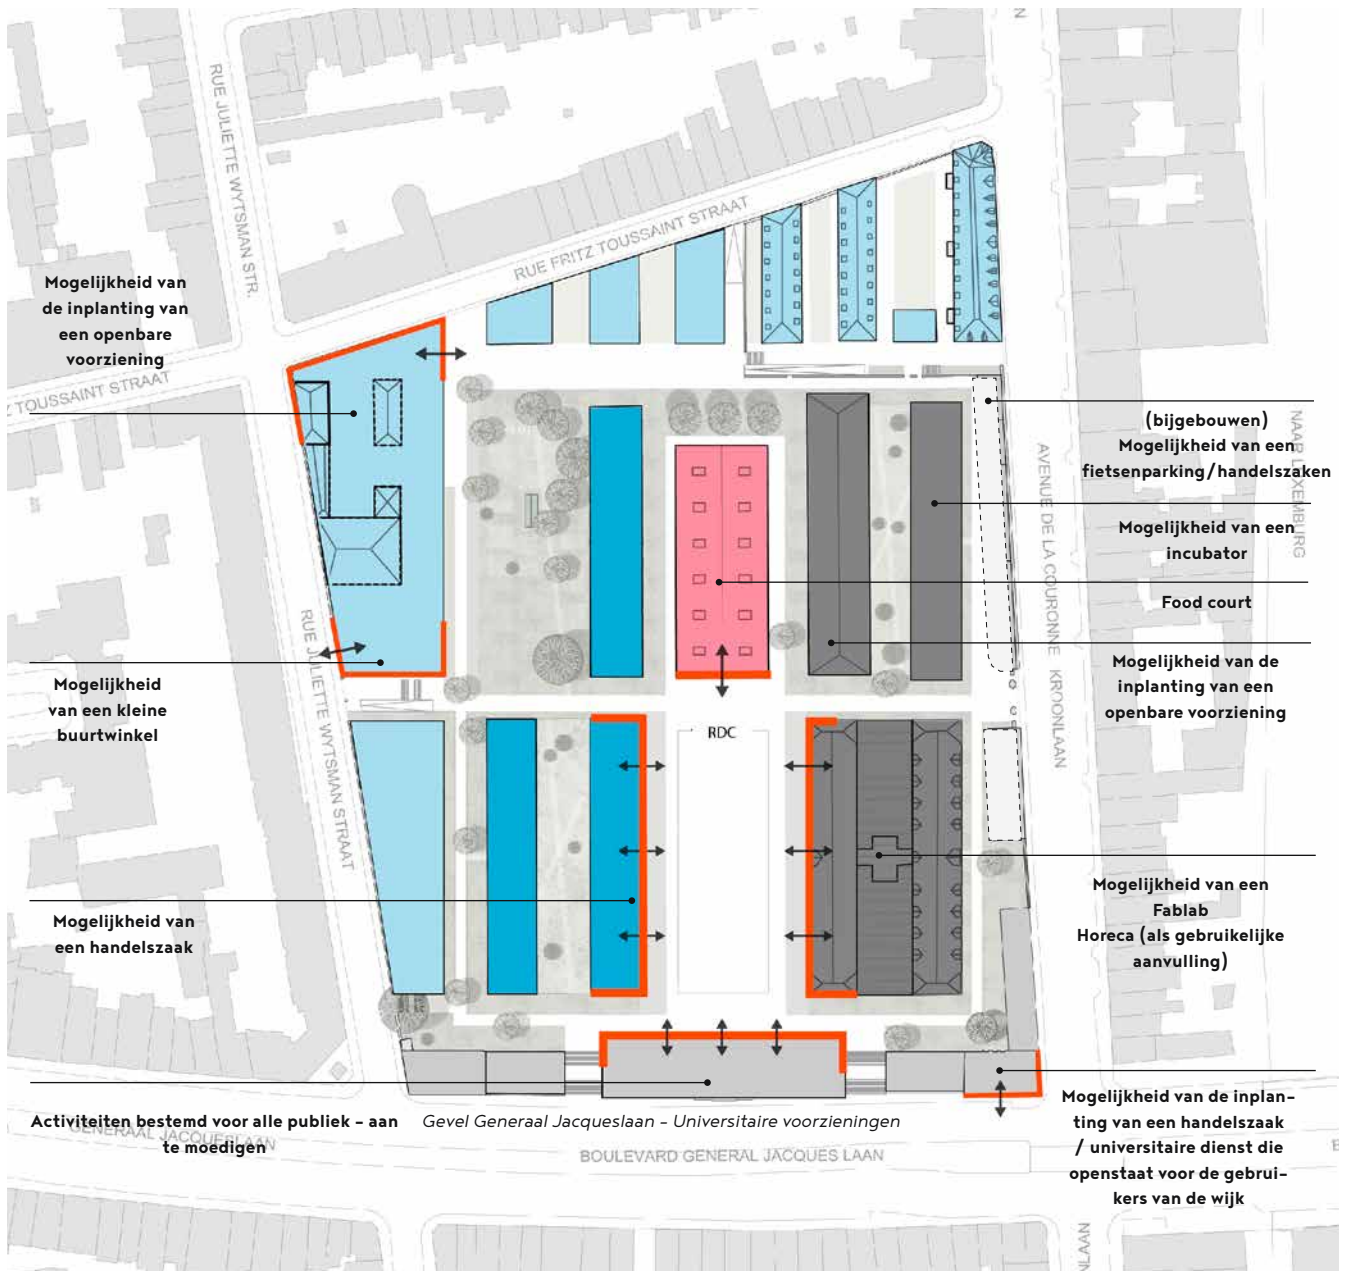 N
RUE JULIETTE WYTSMAN STR.
RUE FRITZ TOUSSAINT STRAAT
Mogelijkheid van
de inplanting van
een openbare
voorziening
Z TOUSSAINT STRAAT
(bijgebouwen)
Mogelijkheid van een
fietsenparking/handelszaken
NAAR LUXEMBURG
AVENUE DE LA COURONNE KROONLAAN
Mogelijkheid van een
incubator
Food court
Mogelijkheid van de
inplanting van een
openbare voorziening
RUE JULIETTE WYTSMAN STRAAT
Mogelijkheid
van een kleine
buurtwinkel
RDC
Mogelijkheid van een
Fablab
Horeca (als gebruikelijke
aanvulling)
Mogelijkheid van
een handelszaak
Mogelijkheid van de inplan-
ting van een handelszaak
/ universitaire dienst die
openstaat voor de gebrui-
kers van de wijk
Activiteiten bestemd voor alle publiek - aan
te moedigen
Gevel Generaal Jacqueslaan - Universitaire voorzieningen
GENERAAL JACQUESLAAN
BOULEVARD GENERAL JACQUES LAAN
NLAAN